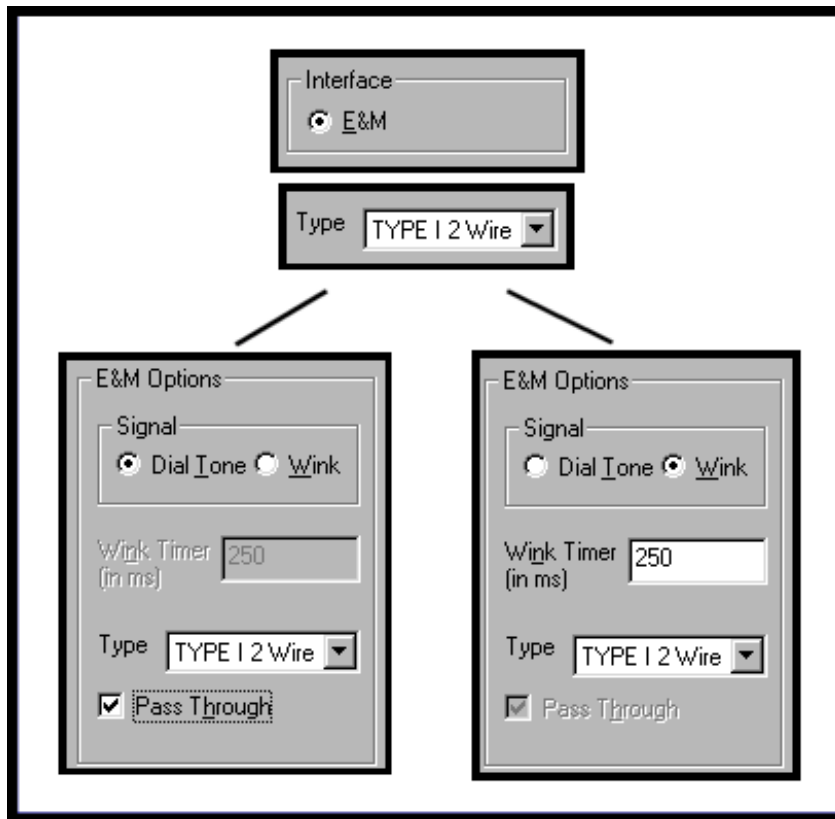 Interface
E&M
Type TYPE I 2 Wire
E&M Options
Signal
Dial Tone Wink
Wink Timer 250
(in ms)
Type TYPE I 2 Wire
Pass Through
E&M Options
Signal
Dial Tone Wink
Wink Timer 250
(in ms)
Type TYPE I 2 Wire
Pass Through